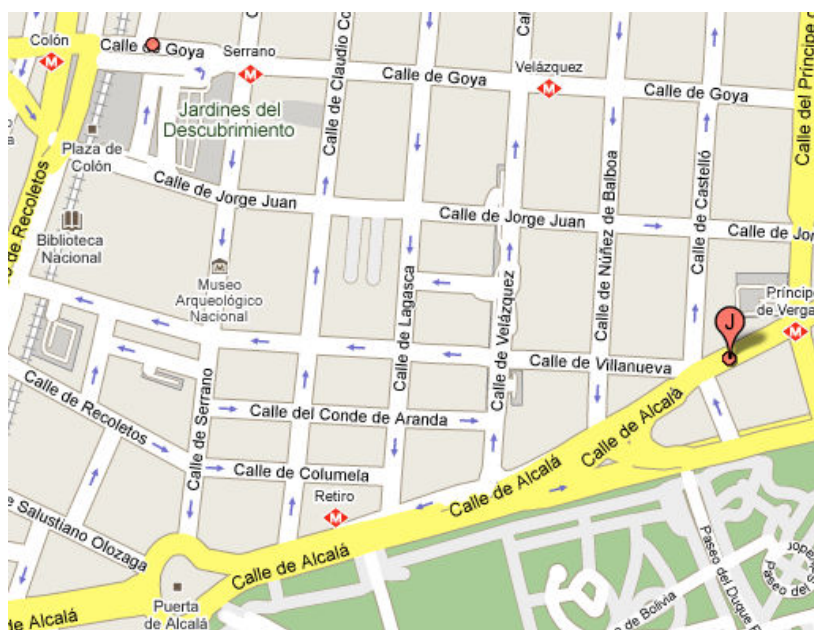 Colón
Calle de Goya
Serrano
Calle de Goya
Velázquez
Calle de Goya
Calle de Claudio Co
Calle del Príncipe d
Jardines del
Descubrimiento
Plaza de
Colón
o de Recoletos
Biblioteca
Nacional
Calle de Jorge Juan
Calle de Jorge Juan
Calle de Jor
Calle de Núñez de Balboa
Calle de Castelló
Museo
Arqueológico
Nacional
Calle de Lagasca
Calle de Velázquez
Príncipe
de Verga
J
Calle de Villanueva
Calle de Recoletos
Calle de Serrano
Calle del Conde de Aranda
Calle de Columela
Retiro
Calle de Alcalá
Calle de Alcalá
Calle de Alcalá
e Salustiano Olozaga
Puerta
de Alcalá
de Alcalá
Paseo del Duque
de Bolivia
Paseo del
M
M
M
M
M